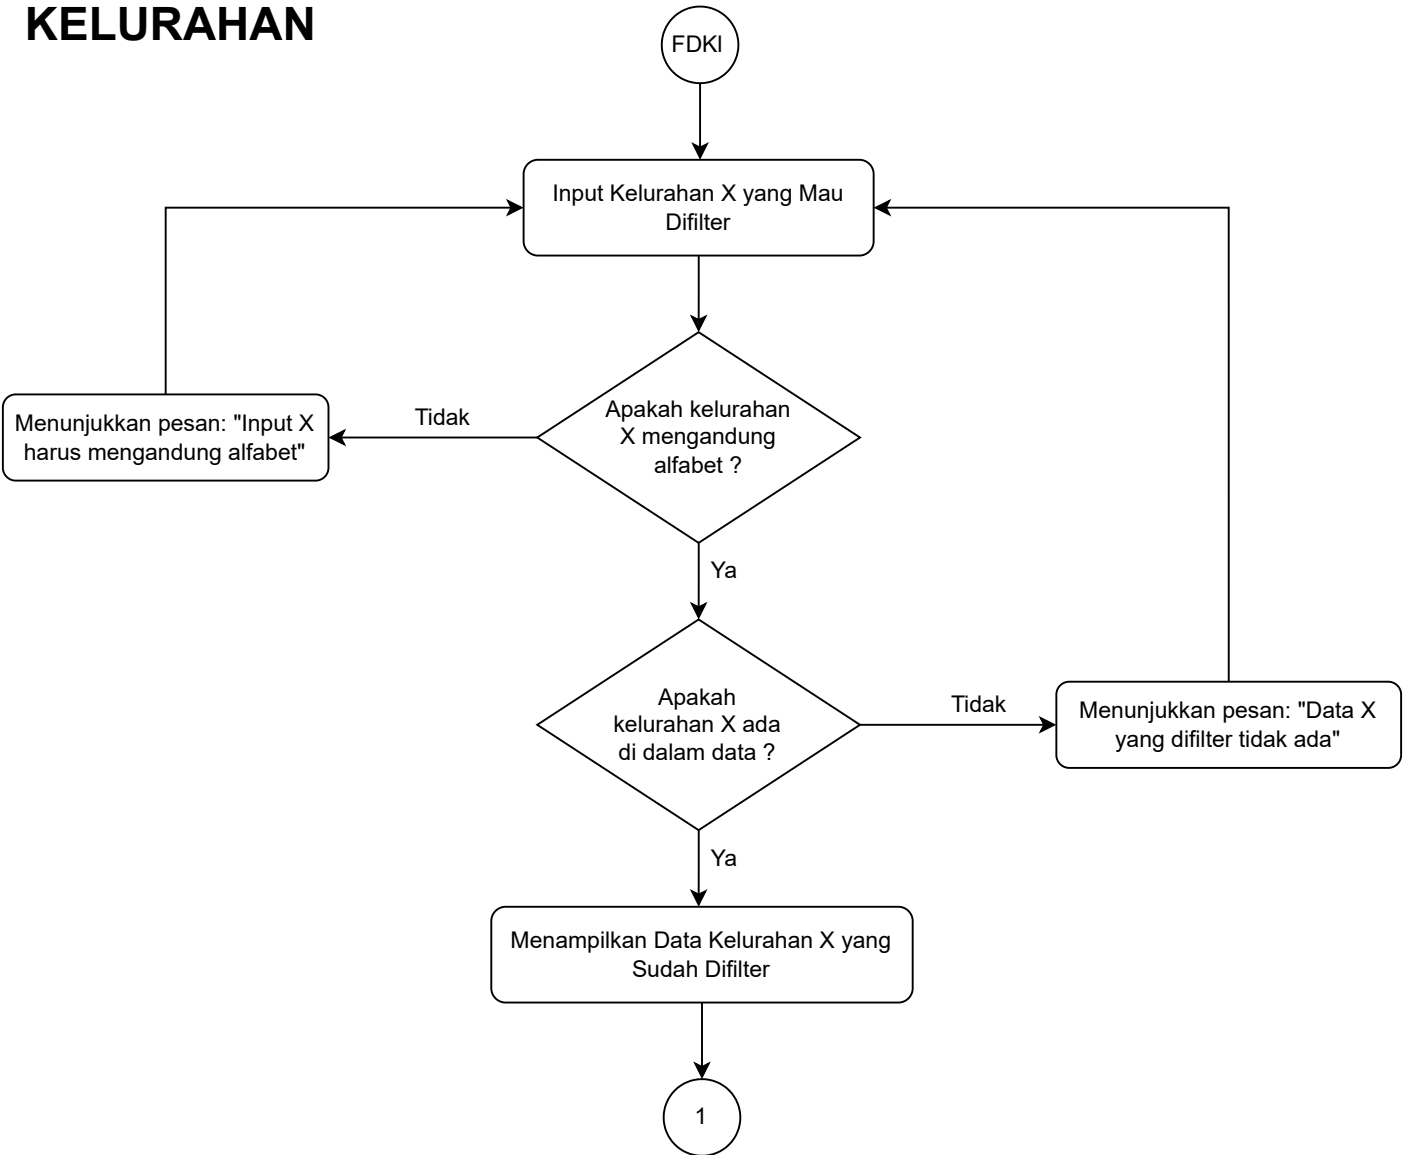 KELURAHAN
FDKI
Input Kelurahan X yang Mau
Difilter
Apakah kelurahan
X mengandung
alfabet ?
Tidak
Menunjukkan pesan: "Input X
harus mengandung alfabet"
Ya
Apakah
kelurahan X ada
di dalam data ?
Tidak
Menunjukkan pesan: "Data X
yang difilter tidak ada"
Ya
Menampilkan Data Kelurahan X yang
Sudah Difilter
1